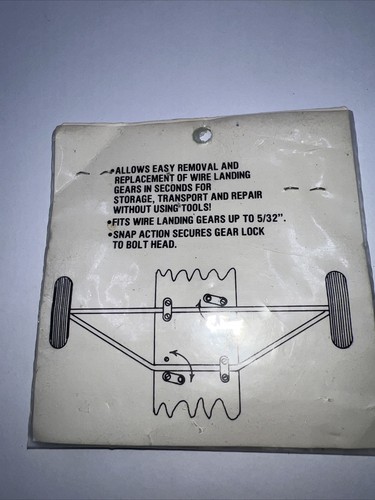 •ALLOWS EASY REMOVAL AND
REPLACEMENT OF WIRE LANDING
GEARS IN SECONDS FOR
STORAGE, TRANSPORT AND REPAIR
WITHOUT USING TOOLS!
•FITS WIRE LANDING GEARS UP TO 5/32".
•SNAP ACTION SECURES GEAR LOCK
TO BOLT HEAD.